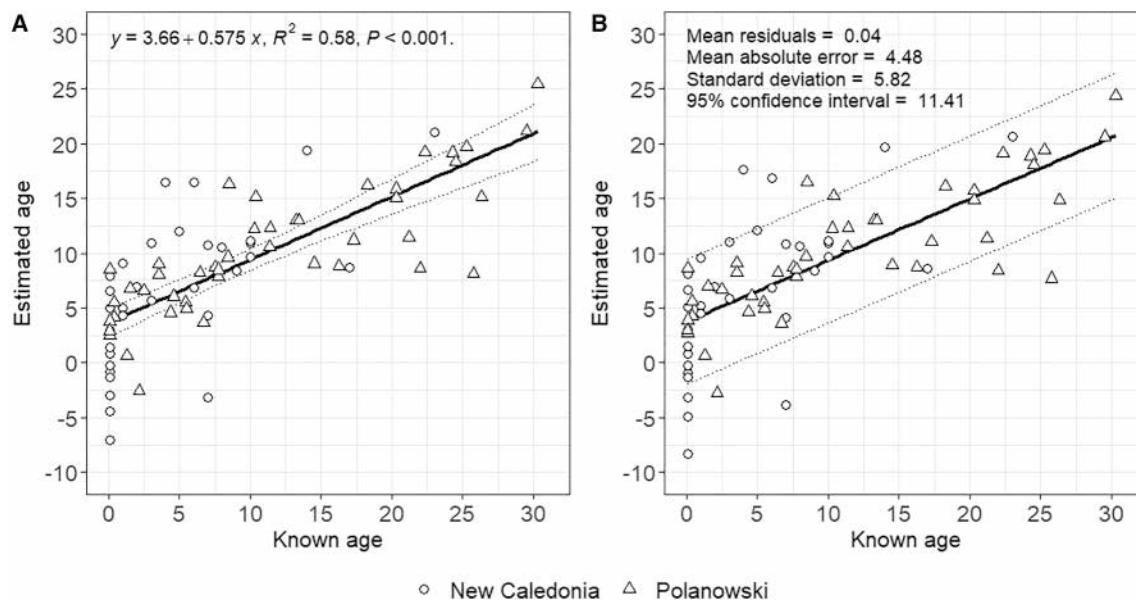 A
y = 3.66 + 0.575 x, R² = 0.58, P < 0.001.
30
25
20
15
10
5
0
-5
-10
Estimated age
0 5 10 15 20 25 30
Known age
B
Mean residuals = 0.04
Mean absolute error = 4.48
Standard deviation = 5.82
95% confidence interval = 11.41
30
25
20
15
10
5
0
-5
-10
Estimated age
0 5 10 15 20 25 30
Known age
New Caledonia Polanowski